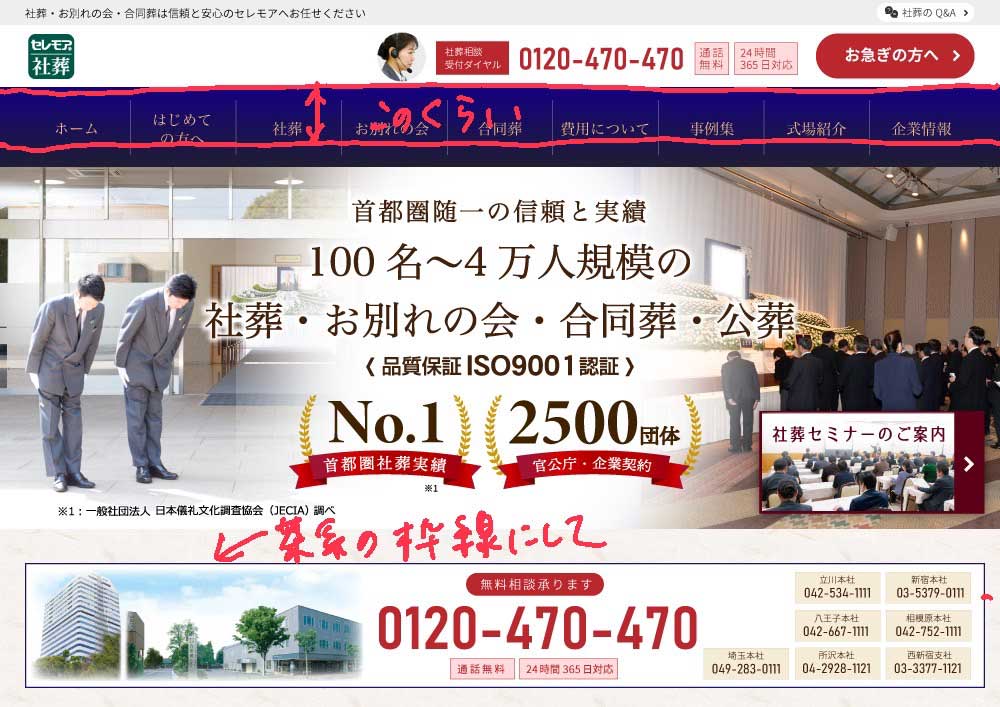 社葬・お別れの会・合同葬は信頼と安心のセレモアへお任せください
社葬の Q&A
セレモア
社葬
社葬相談
受付ダイヤル
0120-470-470
通話
無料
24時間
365日対応
お急ぎの方へ
このくらい
ホーム
はじめて
の方へ
社葬
お別れの会
合同葬
費用について
事例集
式場紹介
企業情報
首都圏随一の信頼と実績
100名～4万人規模の
社葬・お別れの会・合同葬・公葬
〈 品質保証 ISO9001認証 〉
No.1
首都圏社葬実績
※1
2500団体
官公庁・企業契約
社葬セミナーのご案内
※1：一般社団法人 日本儀礼文化調査協会（JECIA）調べ
茶系の枠線にして
無料相談承ります
0120-470-470
通話無料
24時間365日対応
立川本社
042-534-1111
新宿本社
03-5379-0111
八王子本社
042-667-1111
相模原本社
042-752-1111
埼玉本社
049-283-0111
所沢本社
04-2928-1121
西新宿支社
03-3377-1121